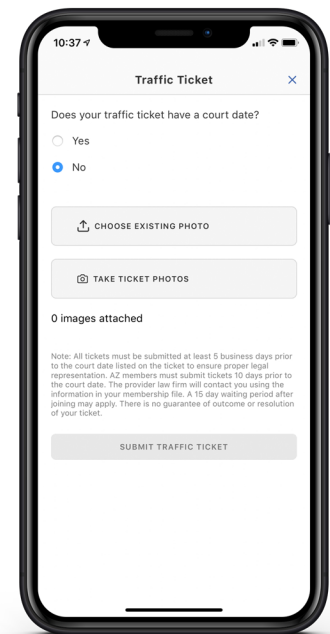 10:37
Traffic Ticket
Does your traffic ticket have a court date?
Yes
No
CHOOSE EXISTING PHOTO
TAKE TICKET PHOTOS
0 images attached
Note: All tickets must be submitted at least 5 business days prior
to the court date listed on the ticket to ensure proper legal
representation. AZ members must submit tickets 10 days prior to
the court date. The provider law firm will contact you using the
information in your membership file. A 15 day waiting period after
joining may apply. There is no guarantee of outcome or resolution
of your ticket.
SUBMIT TRAFFIC TICKET